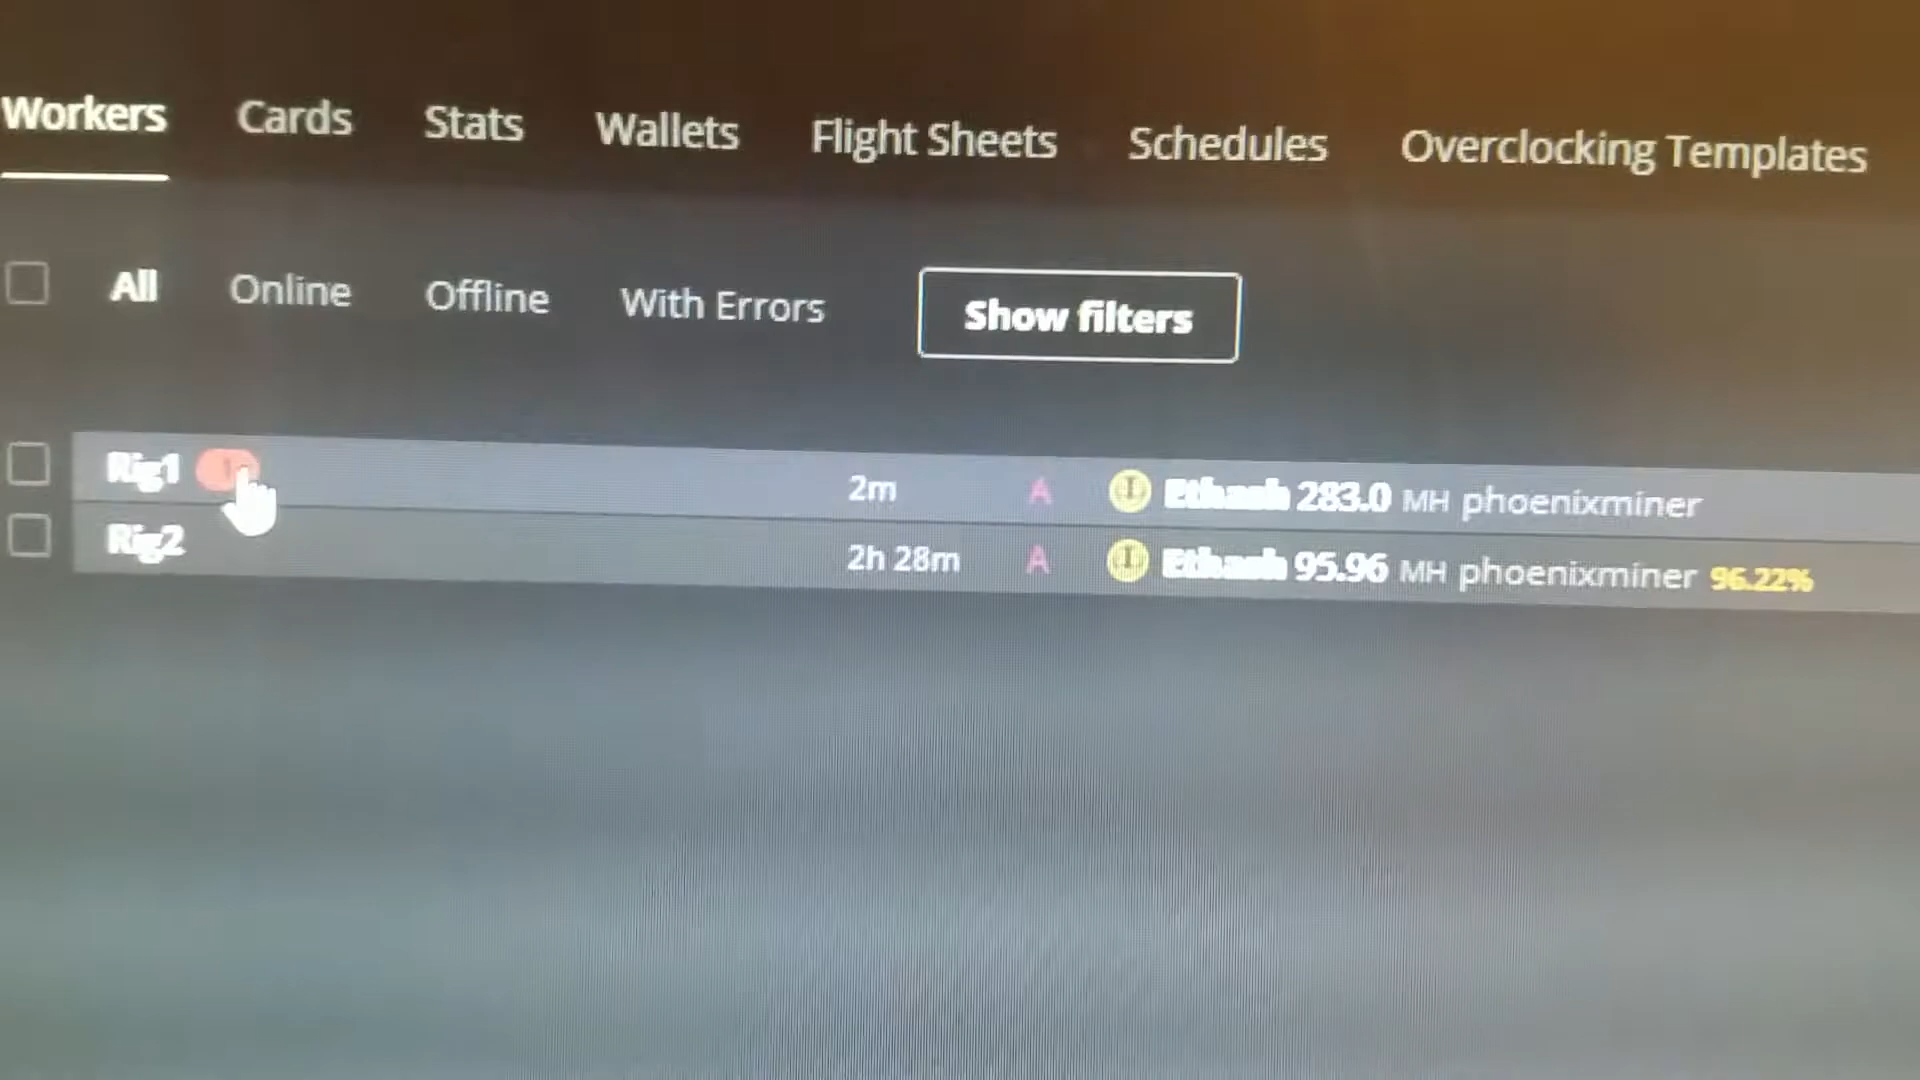 Workers Cards Stats Wallets Flight Sheets Schedules Overclocking Templates
All Online Offline With Errors Show filters
Rig1 2m A Ethash 283.0 MH phoenixminer
Rig2 2h 28m A Ethash 95.96 MH phoenixminer 96.22%